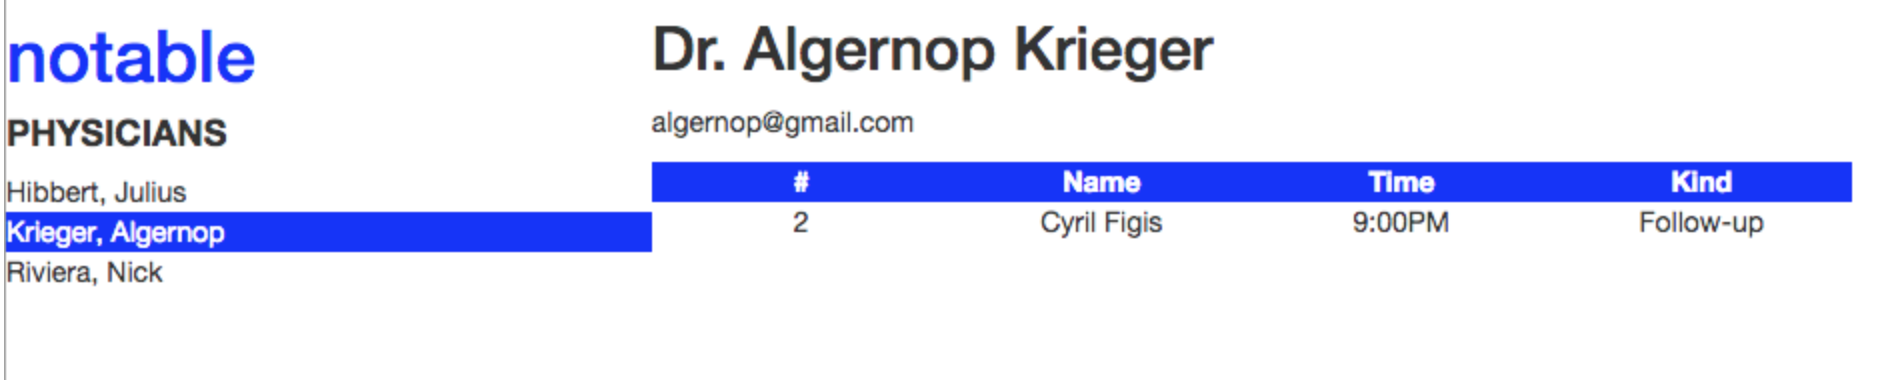 notable
PHYSICIANS
Hibbert, Julius
Krieger, Algernop
Riviera, Nick
Dr. Algernop Krieger
algernop@gmail.com
# Name Time Kind
2 Cyril Figis 9:00PM Follow-up